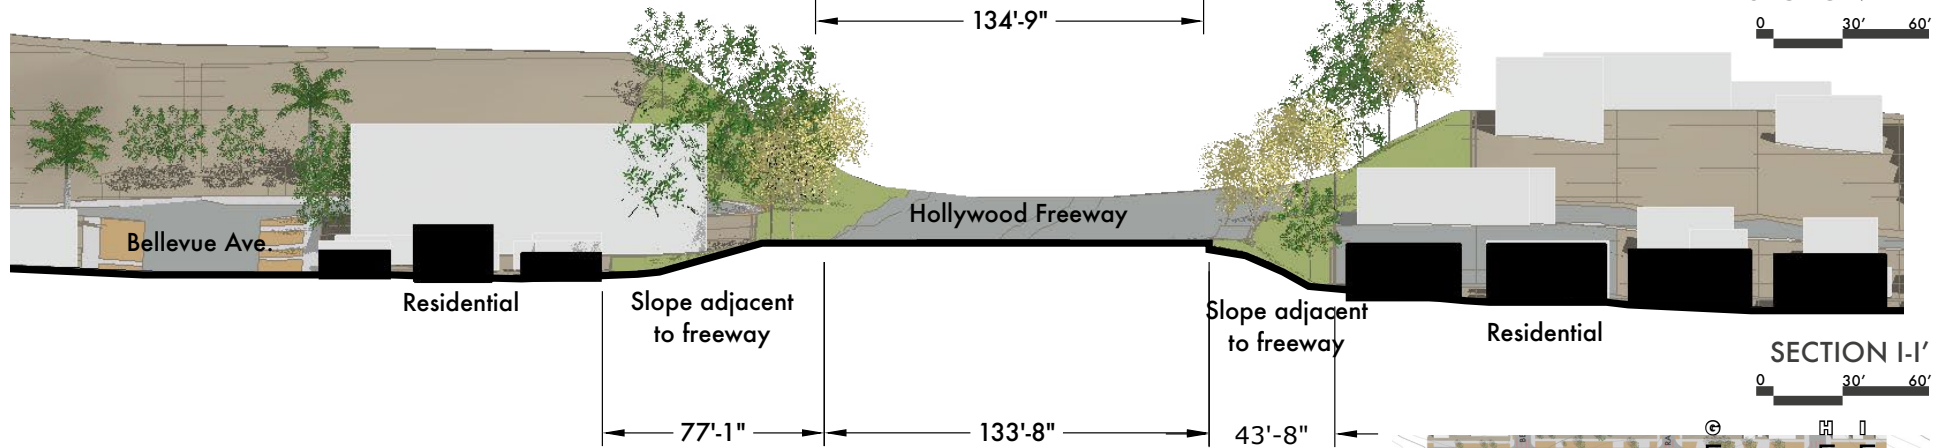 134'-9"
0 30' 60'
Hollywood Freeway
Bellevue Ave.
Residential
Slope adjacent
to freeway
Slope adjacent
to freeway
Residential
SECTION I-I'
0 30' 60'
77'-1"
133'-8"
43'-8"
G H I